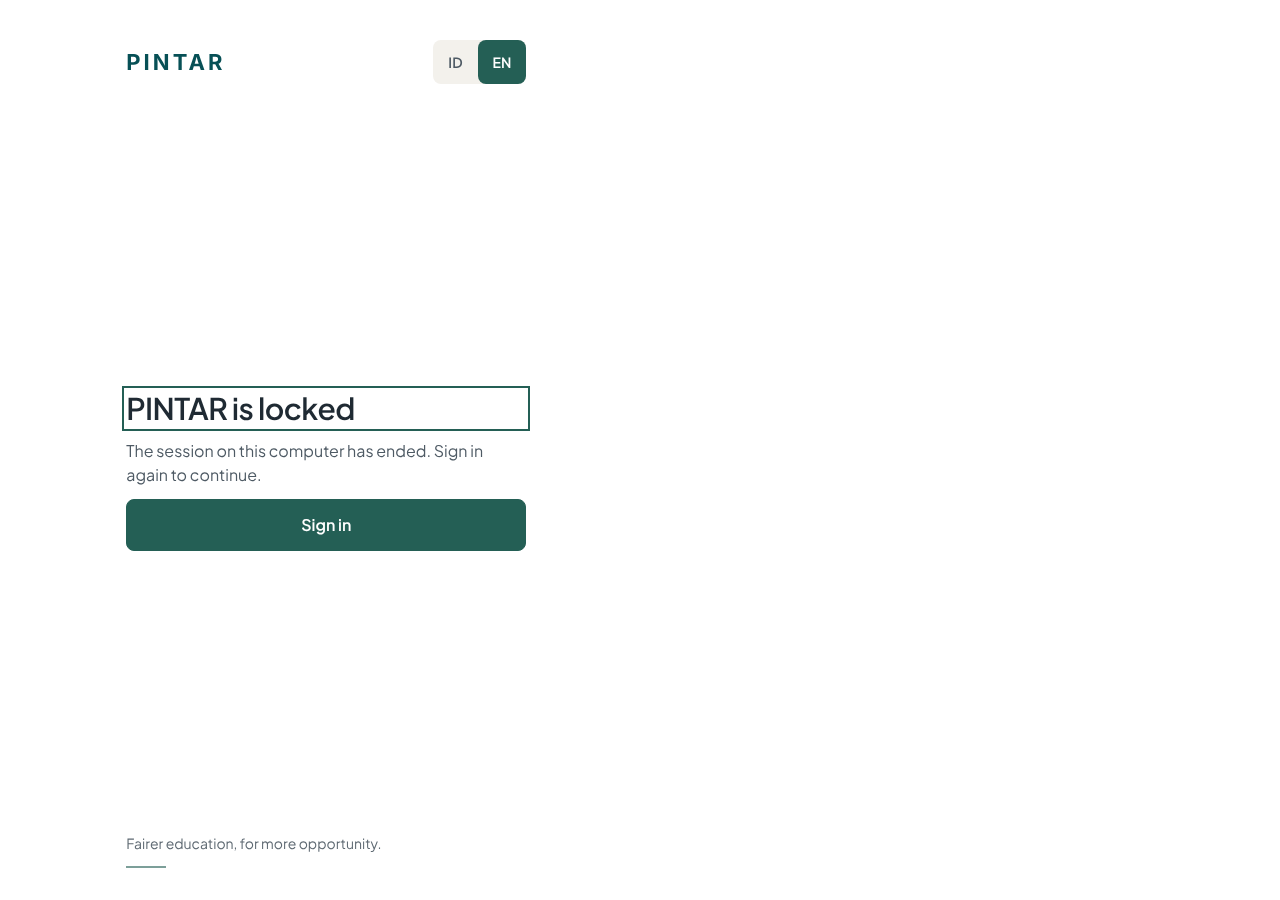 PINTAR
ID
EN
PINTAR is locked
The session on this computer has ended. Sign in
again to continue.
Sign in
Fairer education, for more opportunity.